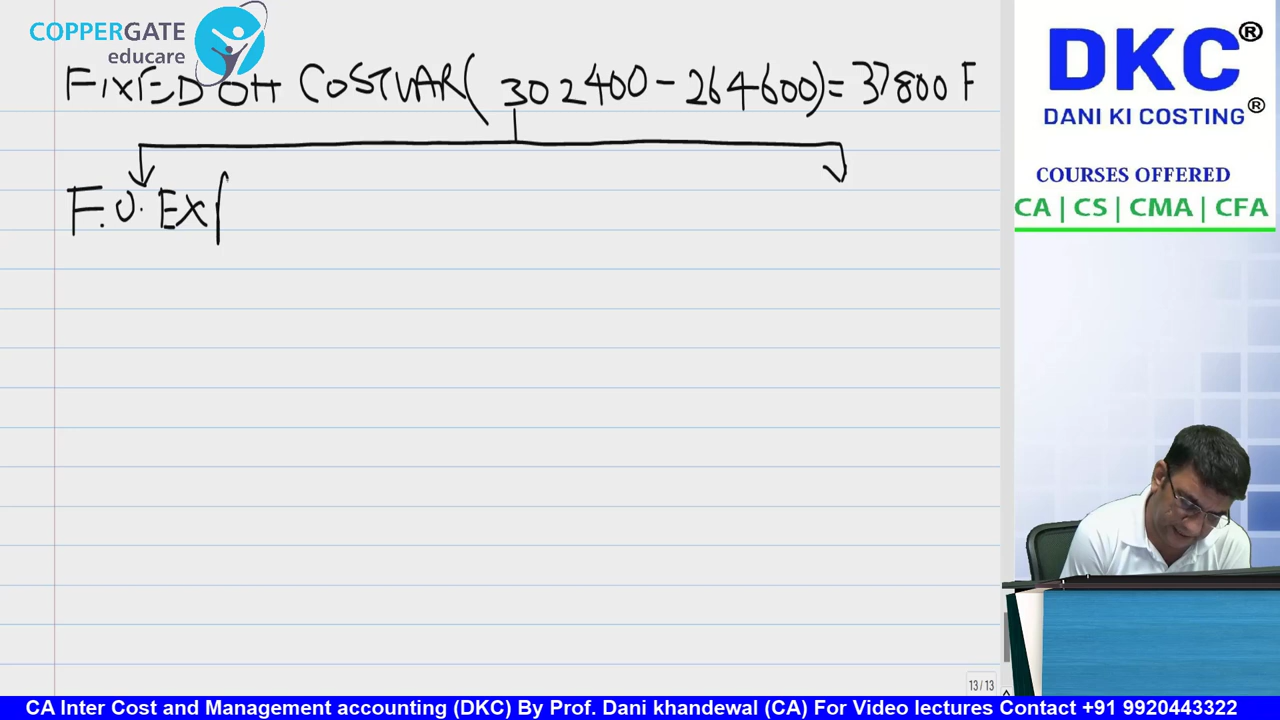 COPPERGATE
educare
FIXED OH COST VAR ( 302400 - 264600) = 37800 F
F.O. EX (
DKC®
DANI KI COSTING®
COURSES OFFERED
CA | CS | CMA | CFA
13/13
CA Inter Cost and Management accounting (DKC) By Prof. Dani khandewal (CA) For Video lectures Contact +91 9920443322